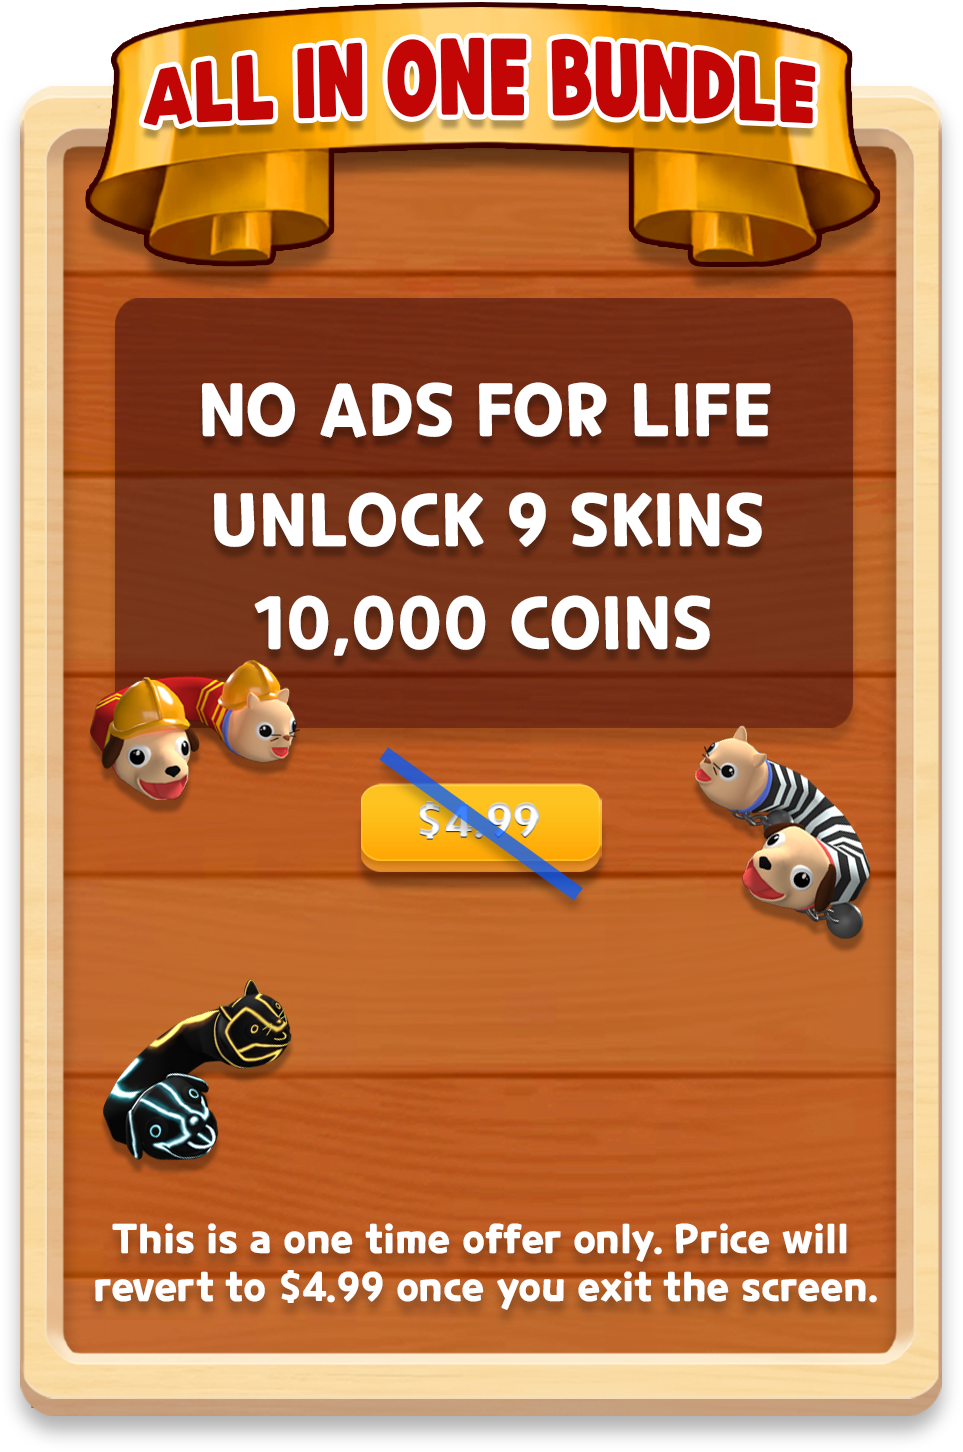 ALL IN ONE BUNDLE
NO ADS FOR LIFE
UNLOCK 9 SKINS
10,000 COINS
$4.99
This is a one time offer only. Price will
revert to $4.99 once you exit the screen.